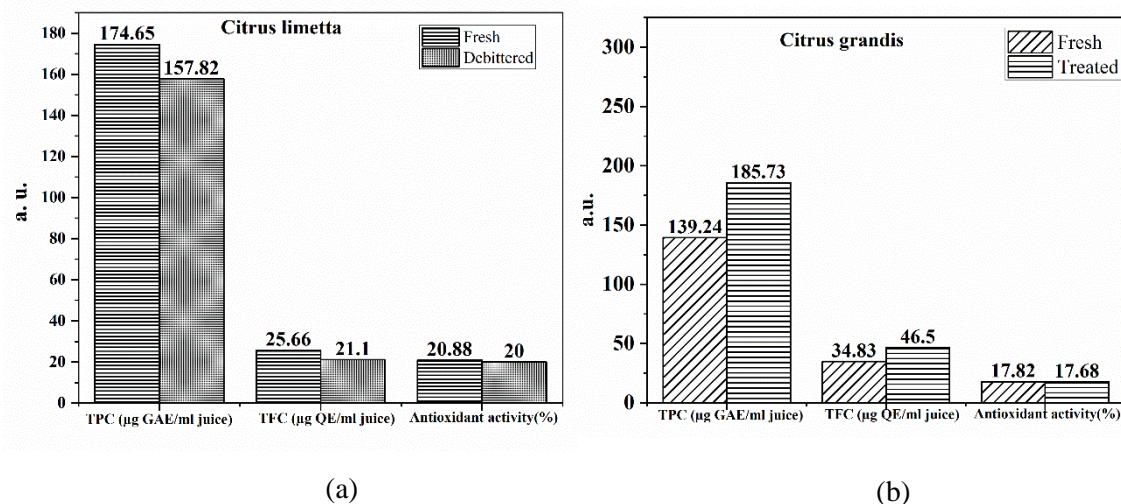 Citrus limetta
Fresh
Debittered
180
160
140
120
100
80
60
40
20
0
a. u.
174.65
157.82
25.66
21.1
20.88
20
TPC (µg GAE/ml juice)
TFC (µg QE/ml juice)
Antioxidant activity(%)
(a)
Citrus grandis
Fresh
Treated
300
250
200
150
100
50
0
a.u.
139.24
185.73
34.83
46.5
17.82
17.68
TPC (µg GAE/ml juice)
TFC (µg QE/ml juice)
Antioxidant activity(%)
(b)